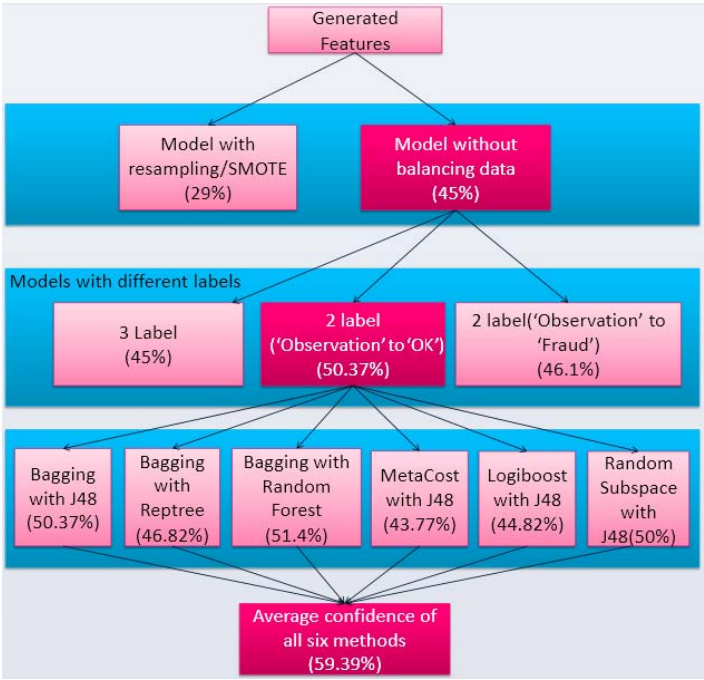 Generated
Features
Model with
resampling/SMOTE
(29%)
Model without
balancing data
(45%)
Models with different labels
3 Label
(45%)
2 label
('Observation' to 'OK')
(50.37%)
2 label('Observation' to
'Fraud')
(46.1%)
Bagging
with J48
(50.37%)
Bagging
with
Reptree
(46.82%)
Bagging with
Random
Forest
(51.4%)
MetaCost
with J48
(43.77%)
Logiboost
with J48
(44.82%)
Random
Subspace
with
J48(50%)
Average confidence of
all six methods
(59.39%)